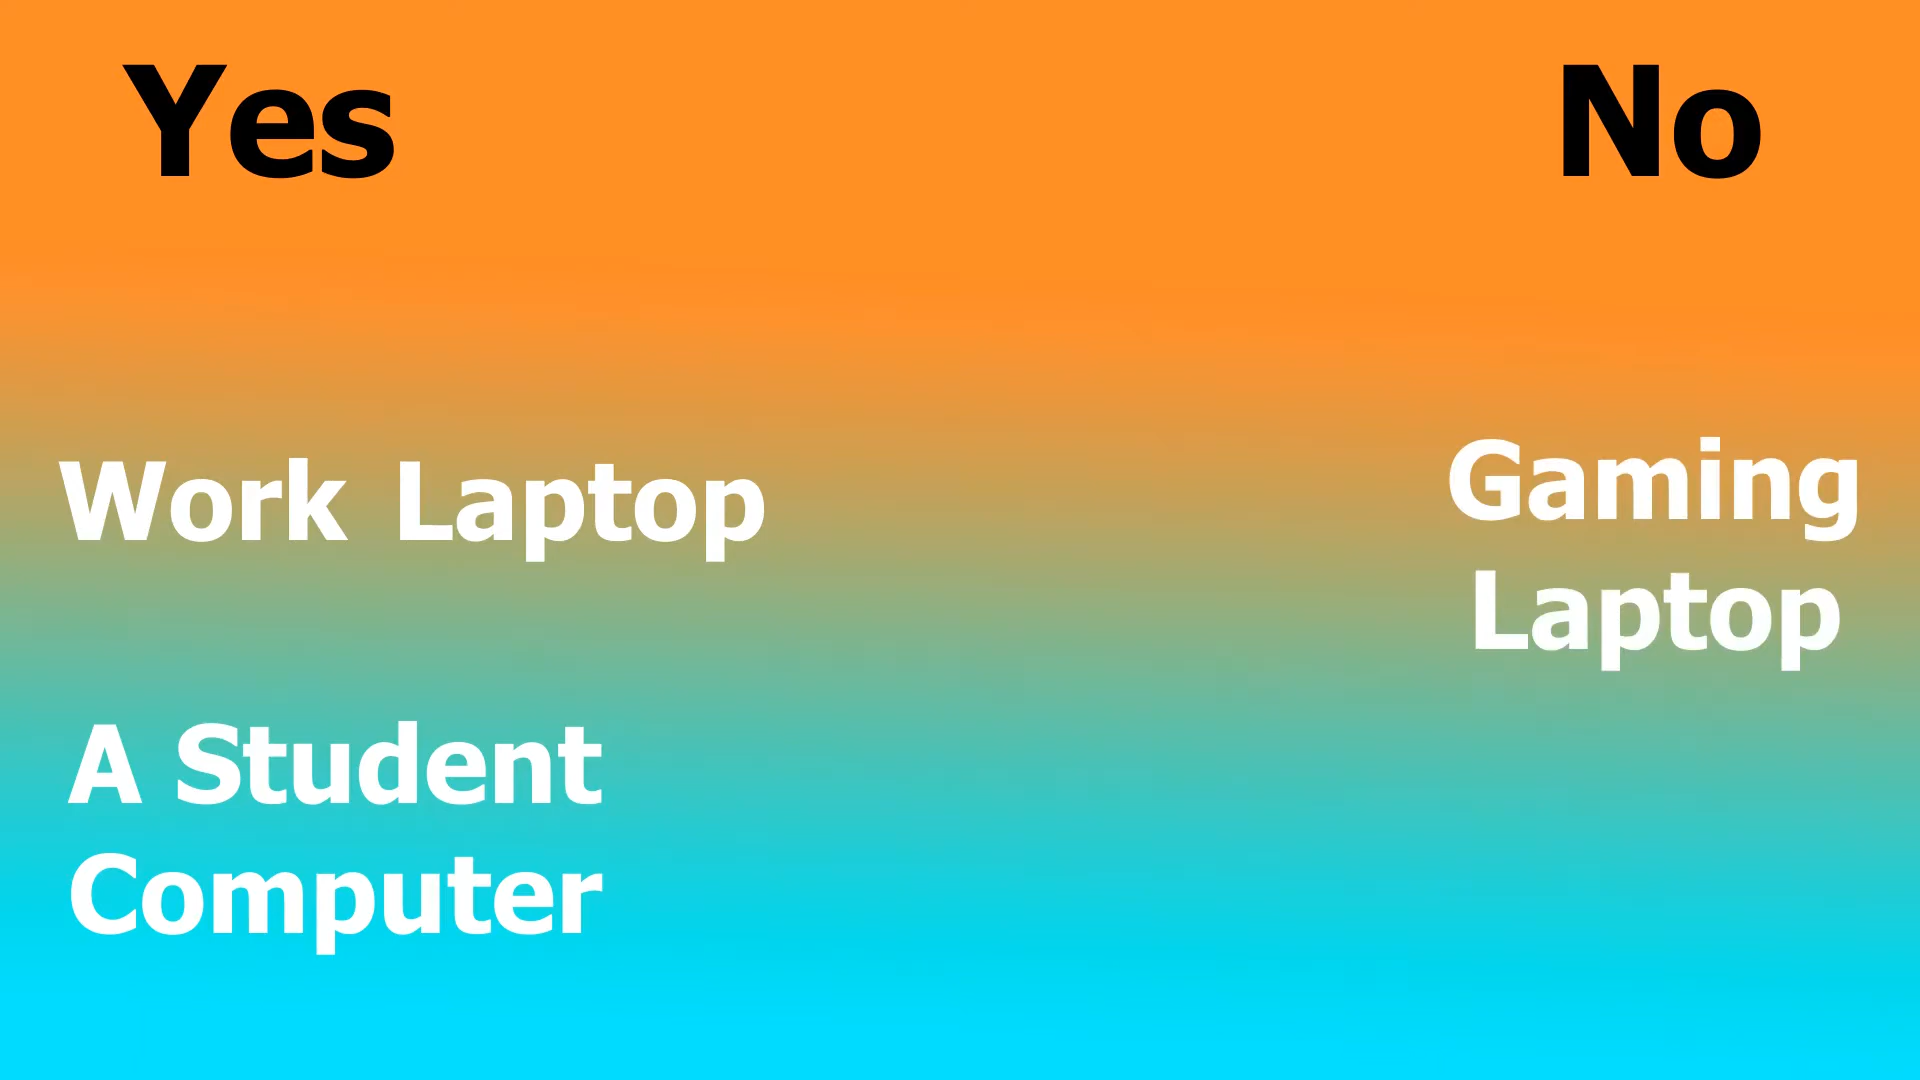 Yes
No
Work Laptop
Gaming
Laptop
A Student
Computer